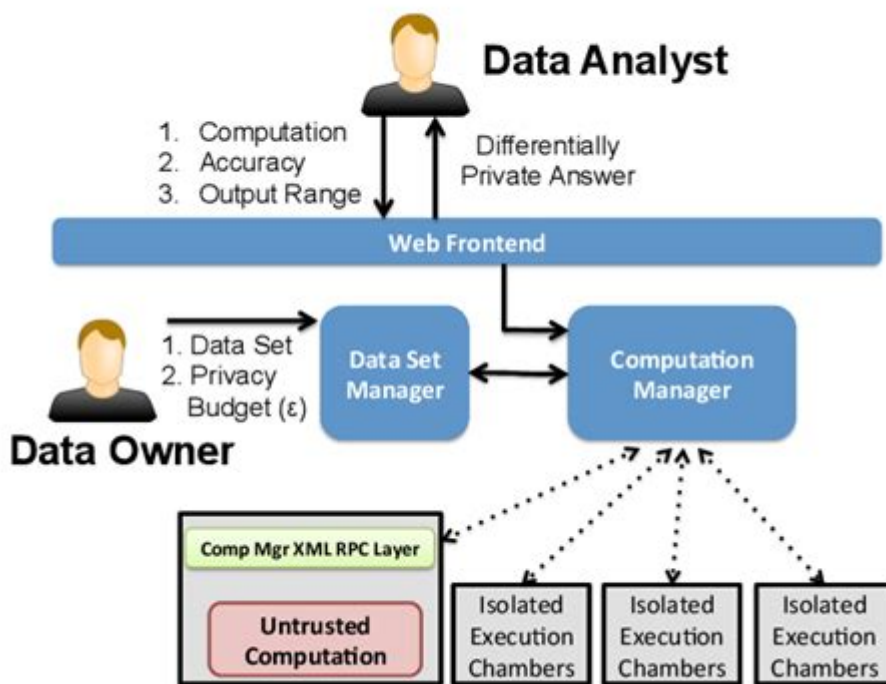 Data Analyst
1. Computation
2. Accuracy
3. Output Range
Differentially
Private Answer
Web Frontend
1. Data Set
2. Privacy
Budget (ε)
Data Owner
Data Set
Manager
Computation
Manager
Comp Mgr XML RPC Layer
Untrusted
Computation
Isolated
Execution
Chambers
Isolated
Execution
Chambers
Isolated
Execution
Chambers